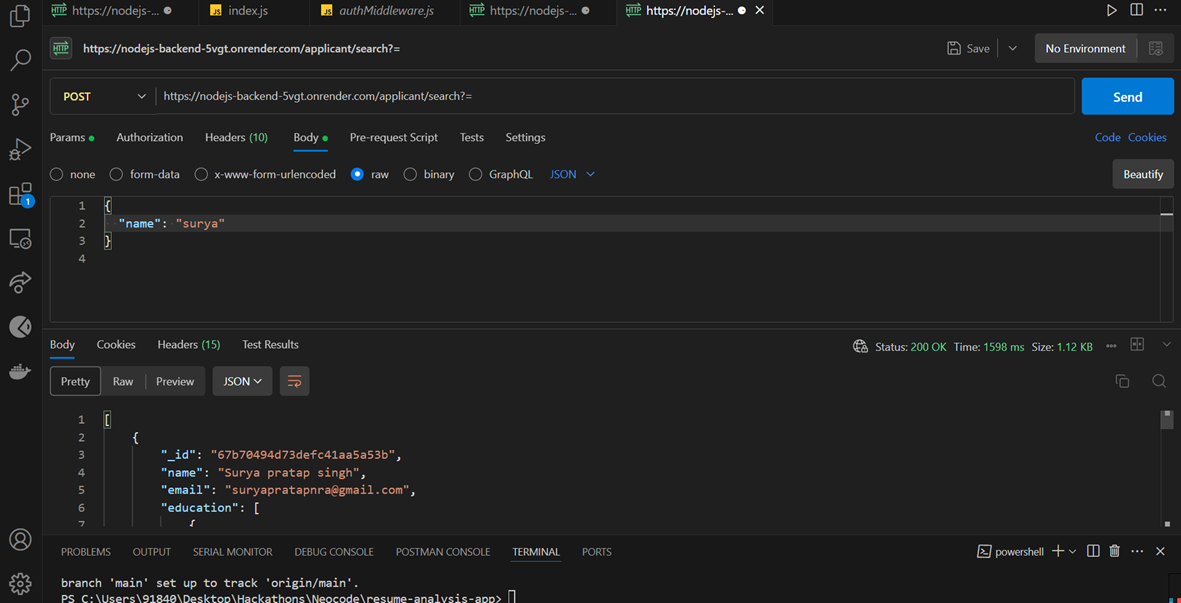 https://nodejs-...
index.js
authMiddleware.js
https://nodejs-...
https://nodejs-...
https://nodejs-backend-5vgt.onrender.com/applicant/search?=
Save
No Environment
POST
https://nodejs-backend-5vgt.onrender.com/applicant/search?=
Send
Params
Authorization
Headers (10)
Body
Pre-request Script
Tests
Settings
Code
Cookies
none
form-data
x-www-form-urlencoded
raw
binary
GraphQL
JSON
Beautify
1 {
2 "name": "surya"
3 }
4
1
Body
Cookies
Headers (15)
Test Results
Status: 200 OK Time: 1598 ms Size: 1.12 KB
Pretty
Raw
Preview
JSON
1 [
2 {
3 "_id": "67b70494d73defc41aa5a53b",
4 "name": "Surya pratap singh",
5 "email": "suryapratapnra@gmail.com",
6 "education": [
7 {
PROBLEMS
OUTPUT
SERIAL MONITOR
DEBUG CONSOLE
POSTMAN CONSOLE
TERMINAL
PORTS
powershell
branch 'main' set up to track 'origin/main'.
PS C:\Users\91840\Desktop\Hackathons\Neocode\resume-analysis-app>